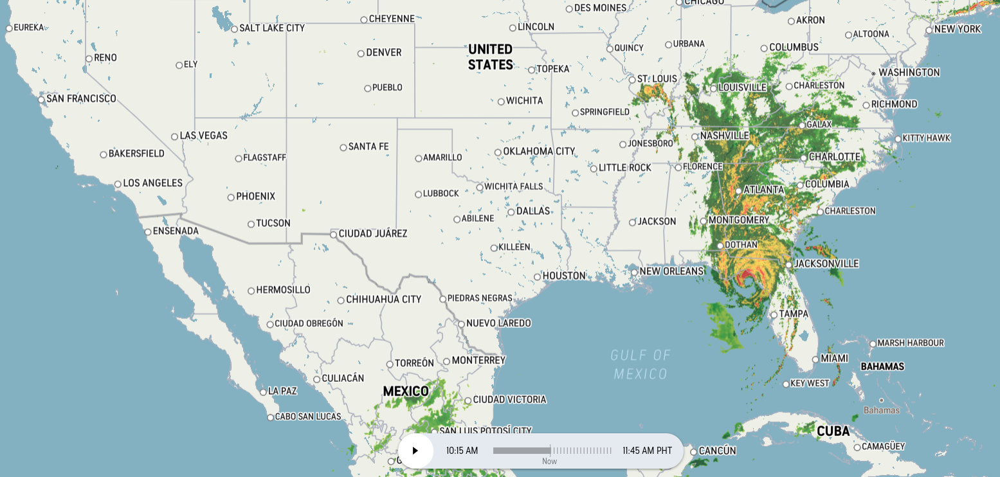 CHICAGO
DES MOINES
CHEYENNE
AKRON
EUREKA
SALT LAKE CITY
LINCOLN
NEW YORK
ALTOONA
UNITED
STATES
QUINCY
URBANA
COLUMBUS
DENVER
RENO
ELY
TOPEKA
WASHINGTON
ST. LOUIS
PUEBLO
LOUISVILLE
CHARLESTON
SAN FRANCISCO
WICHITA
RICHMOND
SPRINGFIELD
GALAX
LAS VEGAS
NASHVILLE
KITTY HAWK
SANTA FE
JONESBORO
BAKERSFIELD
FLAGSTAFF
AMARILLO
OKLAHOMA CITY
CHARLOTTE
LITTLE ROCK
FLORENCE
LOS ANGELES
WICHITA FALLS
COLUMBIA
PHOENIX
LUBBOCK
ATLANTA
DALLAS
CHARLESTON
TUCSON
ABILENE
JACKSON
MONTGOMERY
ENSENADA
CIUDAD JUÁREZ
KILLEEN
DOTHAN
JACKSONVILLE
HOUSTON
NEW ORLEANS
HERMOSILLO
CHIHUAHUA CITY
PIEDRAS NEGRAS
TAMPA
CIUDAD OBREGÓN
NUEVO LAREDO
MARSH HARBOUR
GULF OF
MEXICO
TORREÓN
MONTERREY
MIAMI
BAHAMAS
CULIACÁN
KEY WEST
LA PAZ
MEXICO
CIUDAD VICTORIA
Bahamas
CABO SAN LUCAS
SAN LUIS POTOSÍ CITY
CUBA
CAMAGÜEY
10:15 AM
11:45 AM PHT
CANCÚN
Now